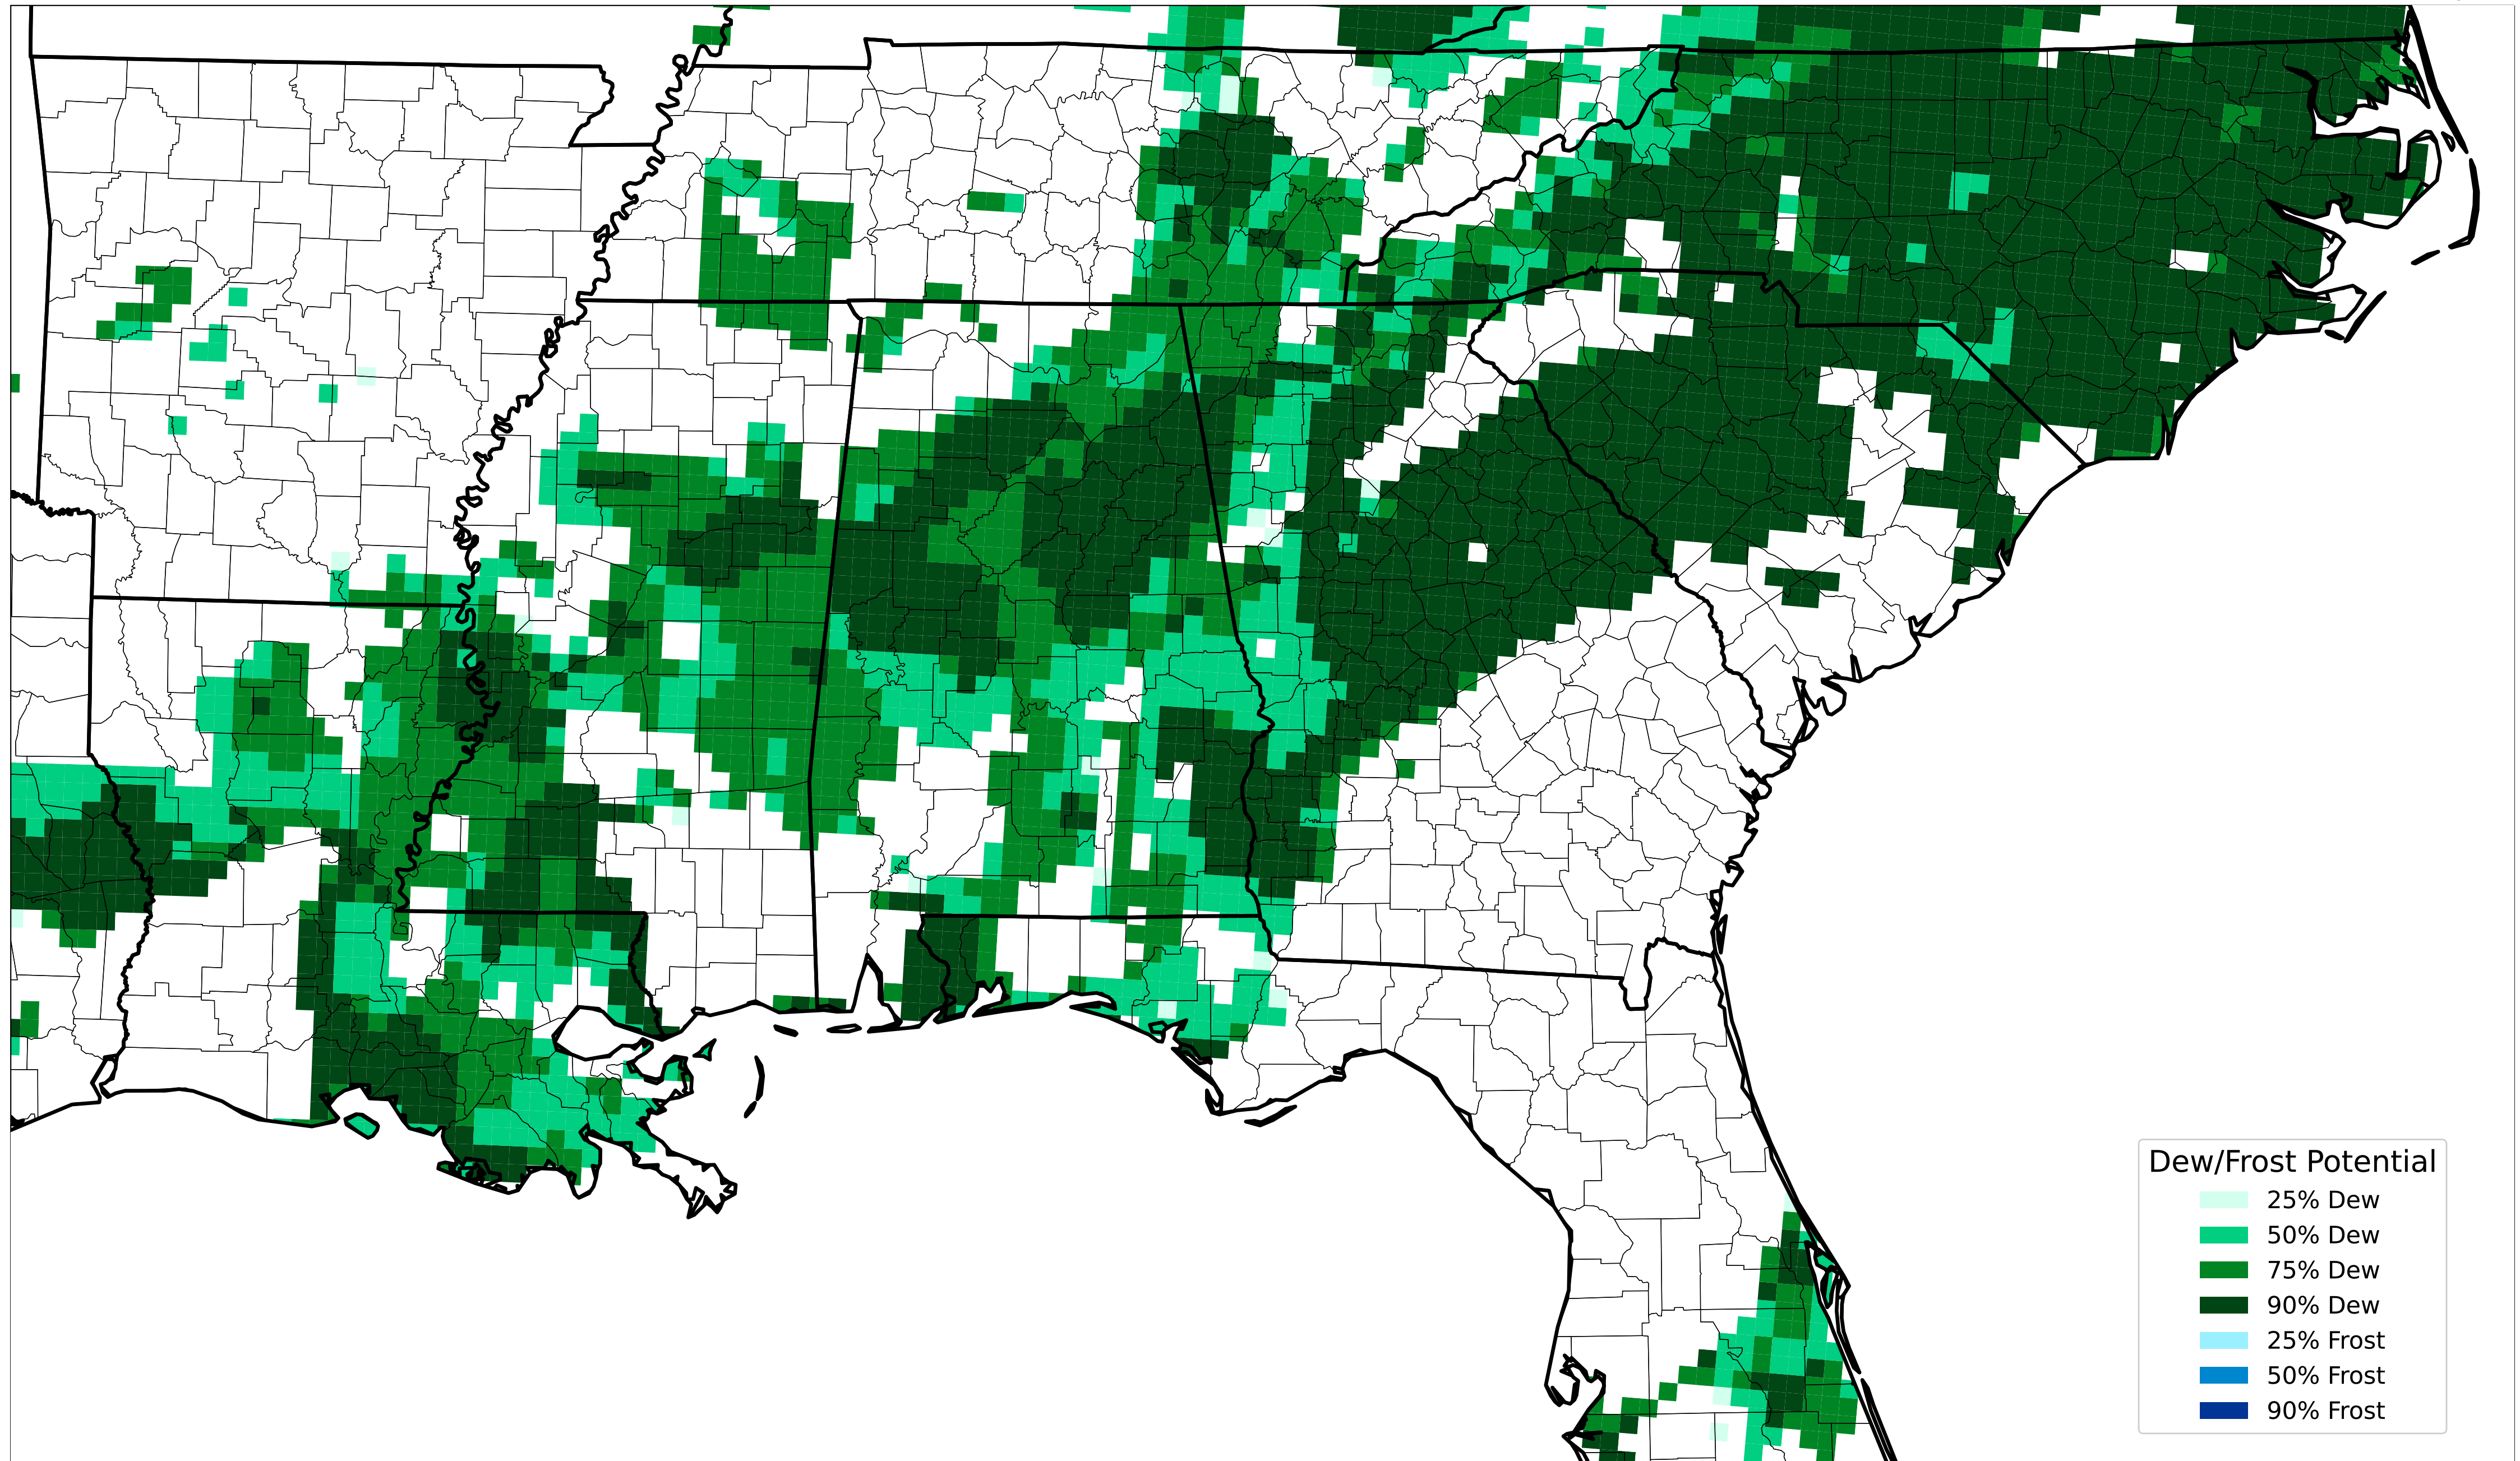 Dew/Frost Potential
25% Dew
50% Dew
75% Dew
90% Dew
25% Frost
50% Frost
90% Frost